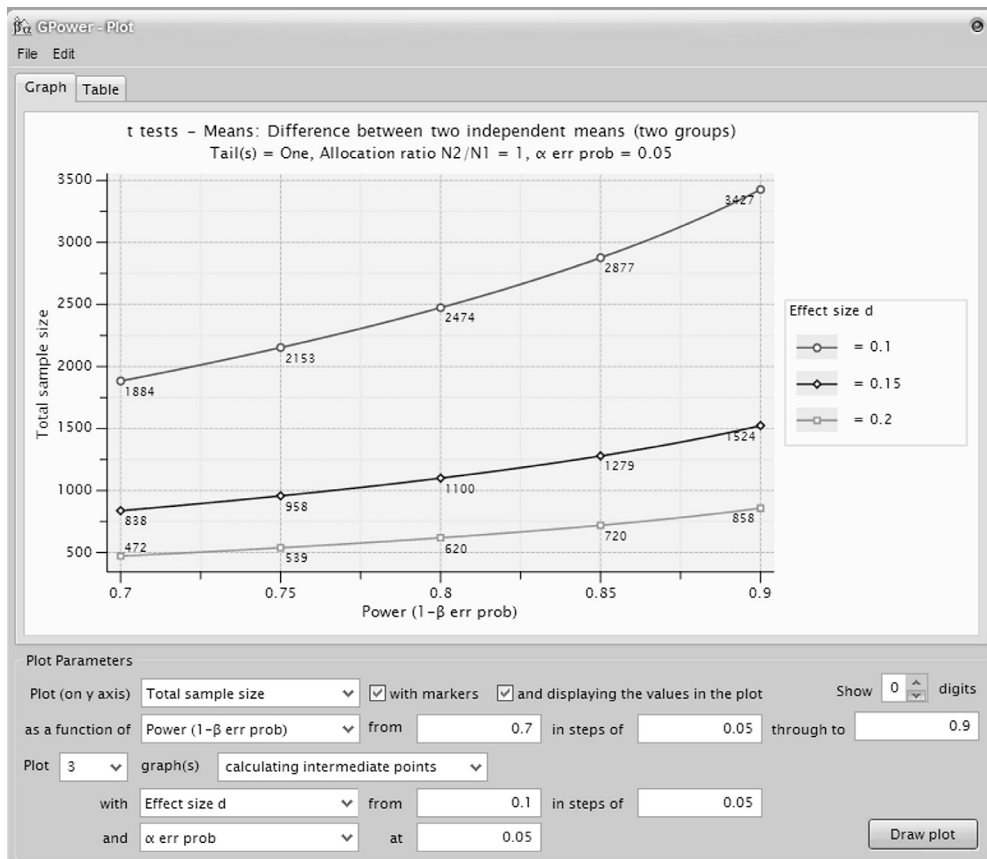 GPower - Plot
File Edit
Graph Table
t tests - Means: Difference between two independent means (two groups)
Tail(s) = One, Allocation ratio N2/N1 = 1, α err prob = 0.05
Total sample size
3500
3000
2500
2000
1500
1000
500
3427
2877
2474
2153
1884
1524
1279
1100
958
838
858
720
620
539
472
0.7 0.75 0.8 0.85 0.9
Power (1-β err prob)
Effect size d
= 0.1
= 0.15
= 0.2
Plot Parameters
Plot (on y axis) Total sample size with markers and displaying the values in the plot Show 0 digits
as a function of Power (1-β err prob) from 0.7 in steps of 0.05 through to 0.9
Plot 3 graph(s) calculating intermediate points
with Effect size d from 0.1 in steps of 0.05
and α err prob at 0.05
Draw plot